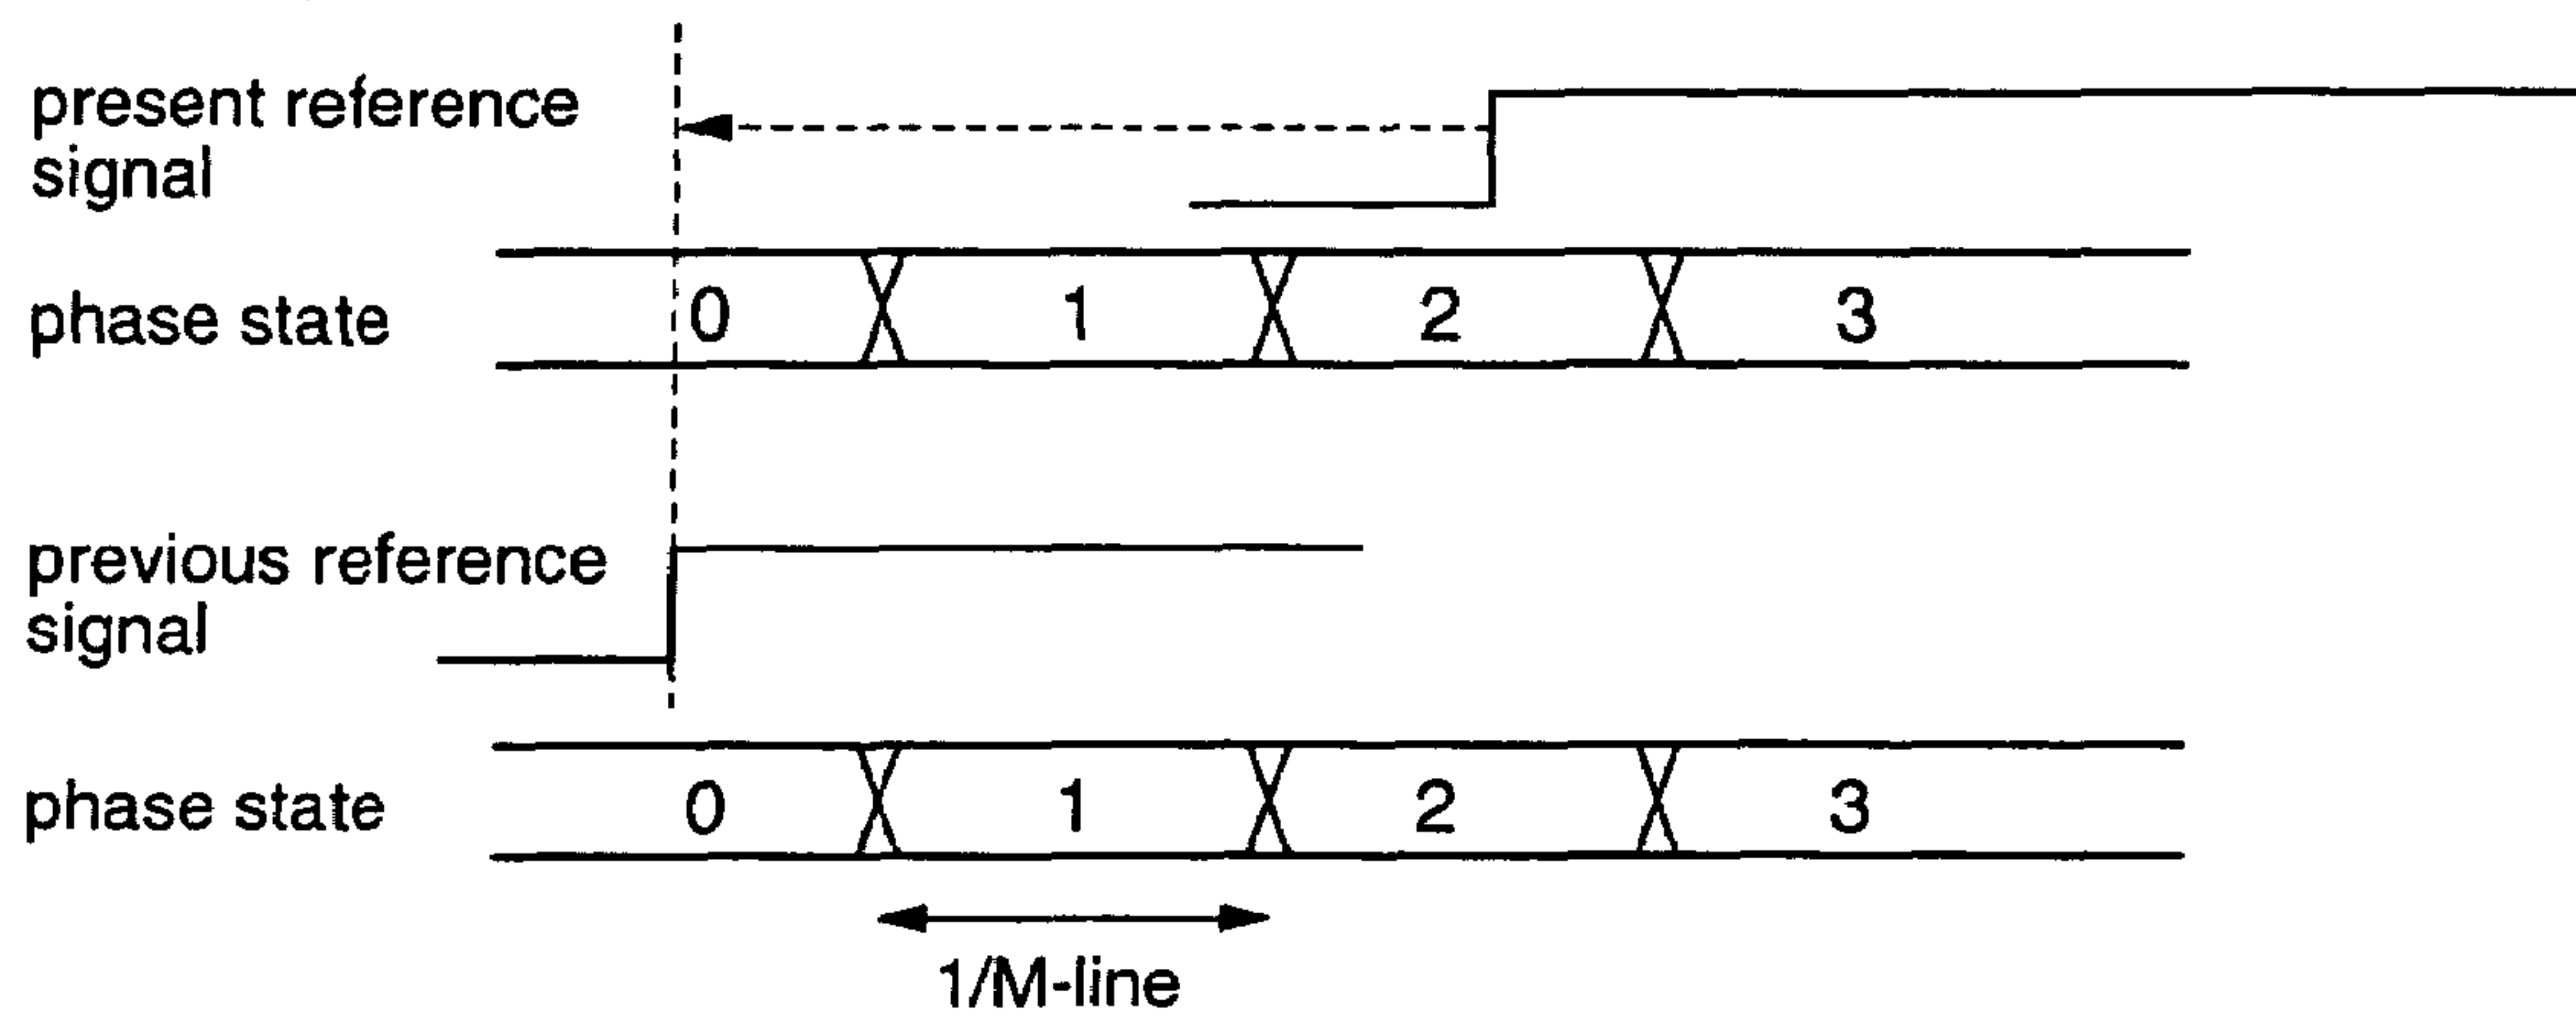 present reference
signal
phase state 0 1 2 3
previous reference
signal
phase state 0 1 2 3
1/M-line